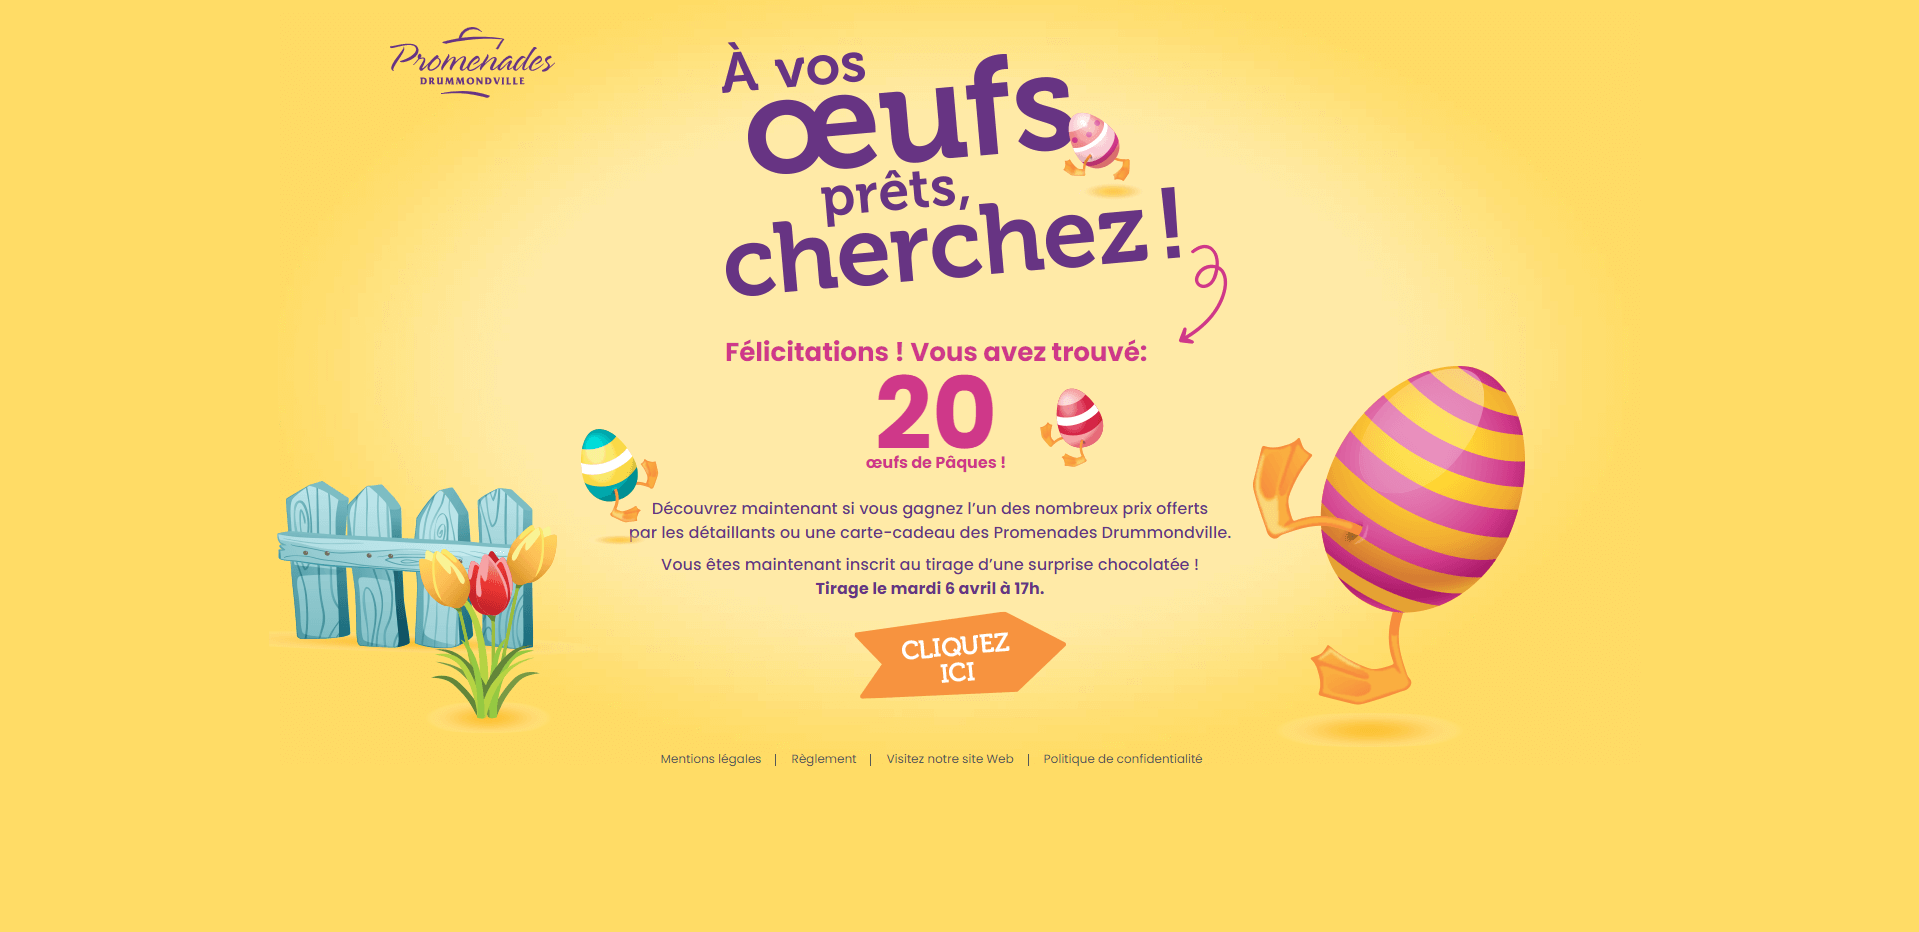 Promenades
DRUMMONDVILLE
À vos
œufs
prêts,
cherchez !
Félicitations ! Vous avez trouvé:
20
œufs de Pâques !
Découvrez maintenant si vous gagnez l’un des nombreux prix offerts
par les détaillants ou une carte-cadeau des Promenades Drummondville.
Vous êtes maintenant inscrit au tirage d’une surprise chocolatée !
Tirage le mardi 6 avril à 17h.
CLIQUEZ
ICI
Mentions légales | Règlement | Visitez notre site Web | Politique de confidentialité